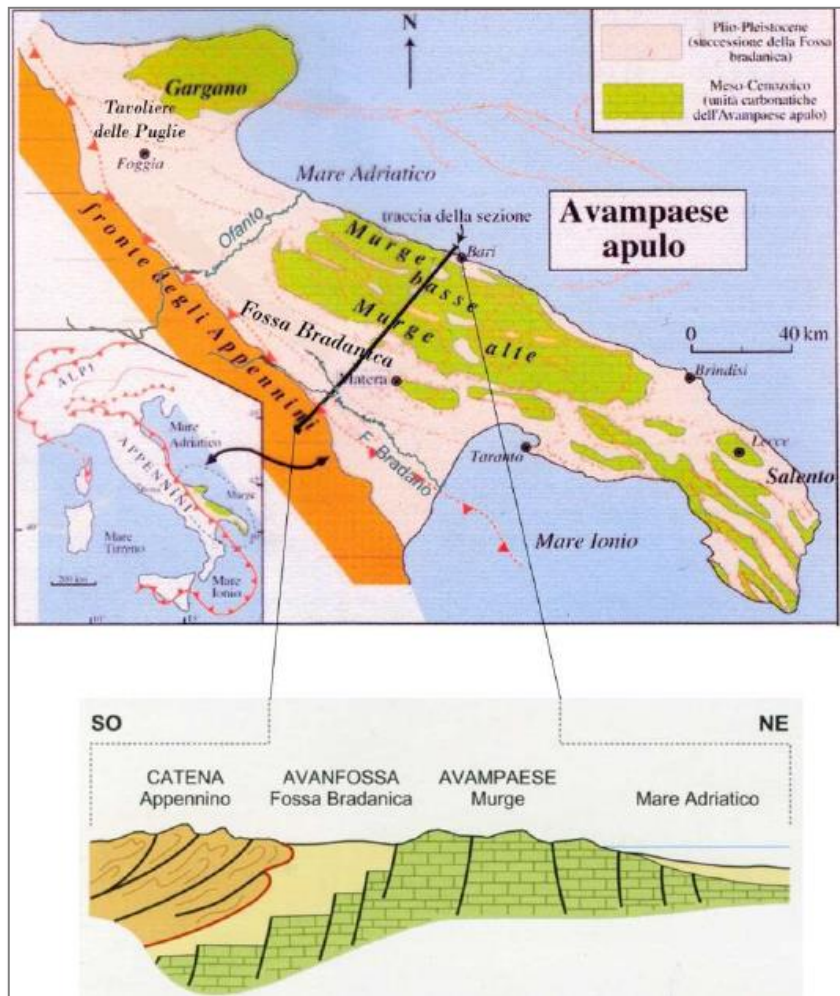 N
Plio-Pleistocene
(successione della Fossa
bradanica)
Meso-Cenozoico
(unità carbonatiche
dell'Avampaese apulo)
Gargano
Tavoliere
delle Puglie
Foggia
Mare Adriatico
Ofanto
traccia della sezione
Avampaese
apulo
Bari
Murge basse
Murge alte
fronte degli Appennini
Fossa Bradanica
0 40 km
Matera
Brindisi
F. Bradano
Taranto
Lecce
Salento
Mare Ionio
ALPI
Mare
Adriatico
APPENNINI
Murge
Mare
Tirreno
Mare
Ionio
200 km
SO
NE
CATENA
Appennino
AVANFOSSA
Fossa Bradanica
AVAMPAESE
Murge
Mare Adriatico